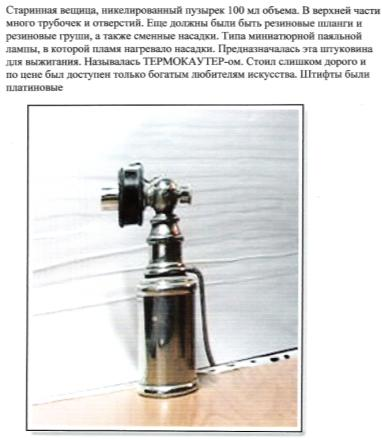 Старинная вещица, никелированный пузырек 100 мл объема. В верхней части
много трубочек и отверстий. Еще должны были быть резиновые шланги и
резиновые груши, а также сменные насадки. Типа миниатюрной паяльной
лампы, в которой пламя нагревало насадки. Предназначалась эта штуковина
для выжигания. Называлась ТЕРМОКАУТЕР-ом. Стоил слишком дорого и
по цене был доступен только богатым любителям искусства. Штифты были
платиновые